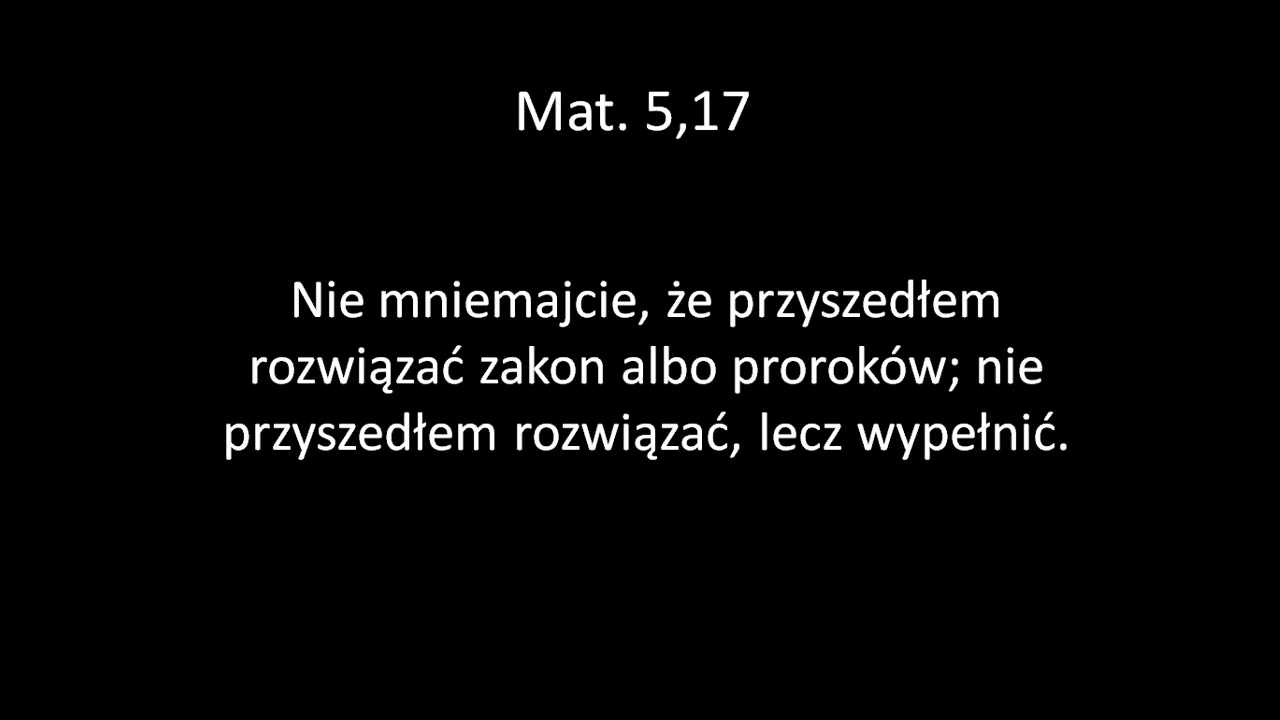 Mat. 5,17
Nie mniemajcie, że przyszedłem
rozwiązać zakon albo proroków; nie
przyszedłem rozwiązać, lecz wypełnić.